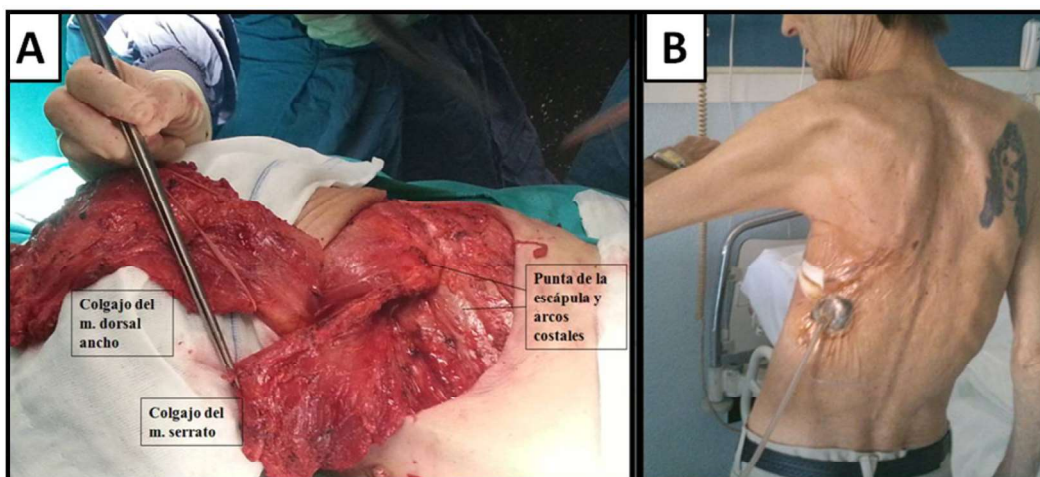 A
B
Punta de la
escápula y
arcos
costales
Colgajo del
m. dorsal
ancho
Colgajo del
m. serrato